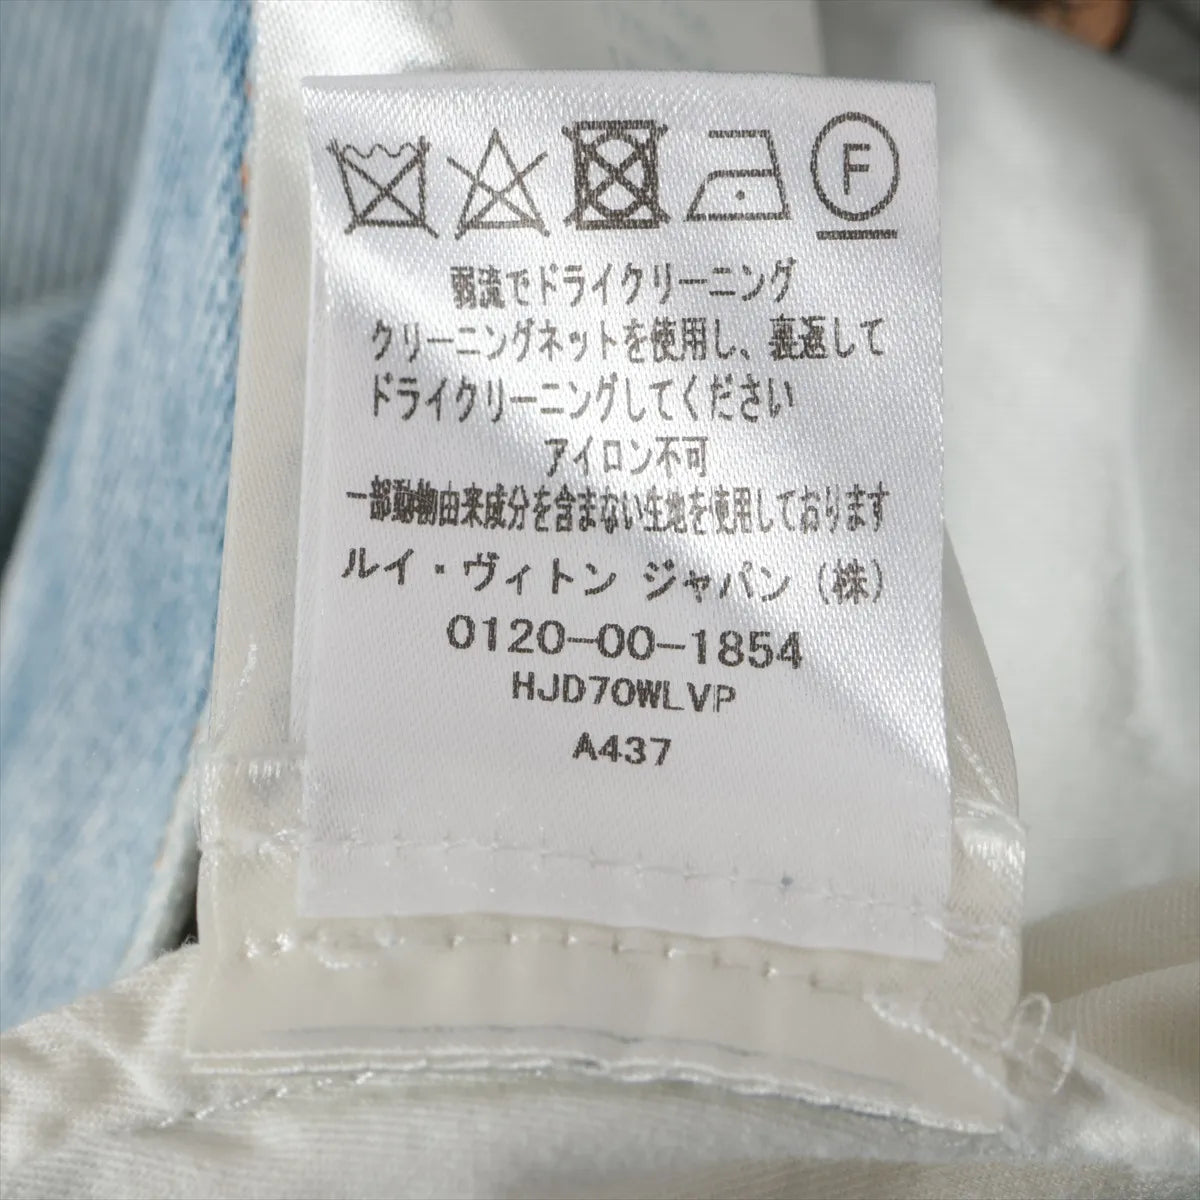 F
弱流でドライクリーニング
クリーニングネットを使用し、裏返して
ドライクリーニングしてください
アイロン不可
一部動物由来成分を含まない生地を使用しております
ルイ・ヴィトン ジャパン (株)
0120-00-1854
HJD70WLVP
A437